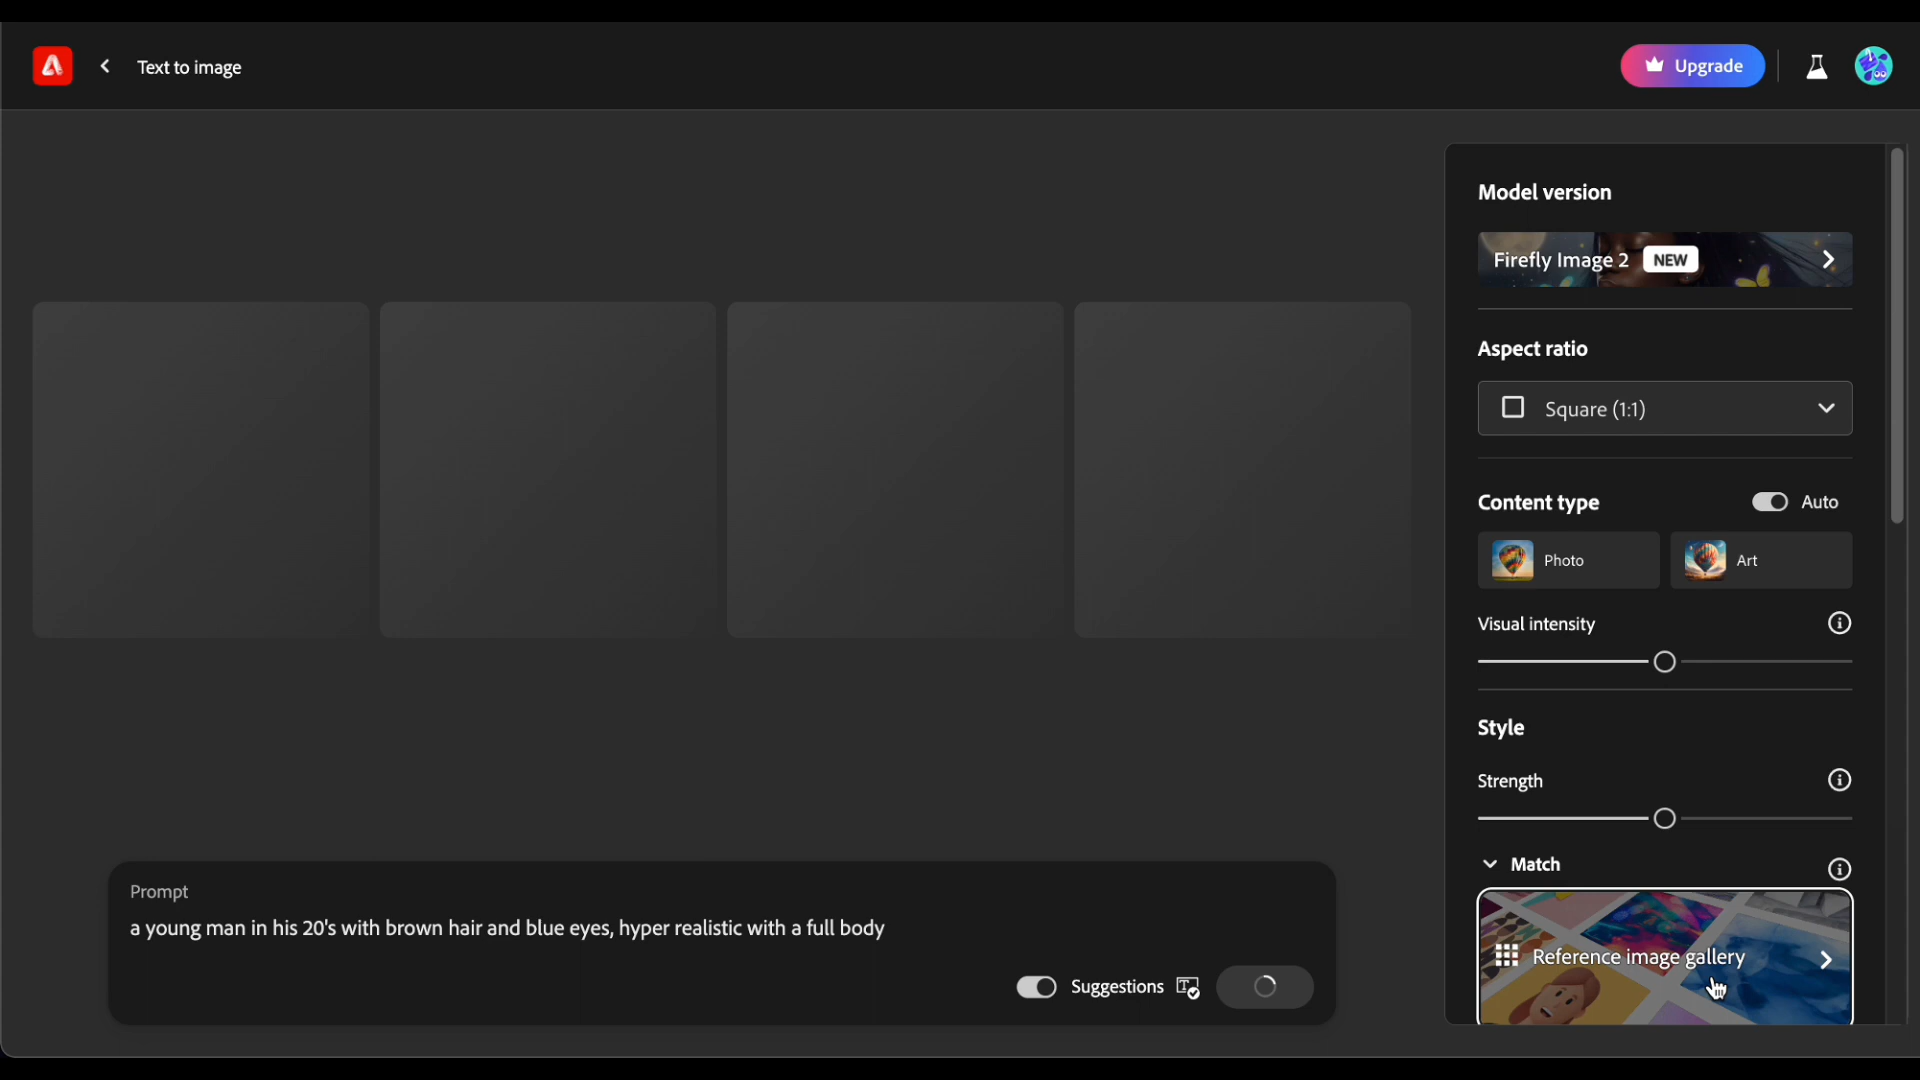 Text to image
Upgrade
Model version
Firefly Image 2 NEW
Aspect ratio
Square (1:1)
Content type
Auto
Photo
Art
Visual intensity
Style
Strength
Match
Reference image gallery
Prompt
a young man in his 20's with brown hair and blue eyes, hyper realistic with a full body
Suggestions